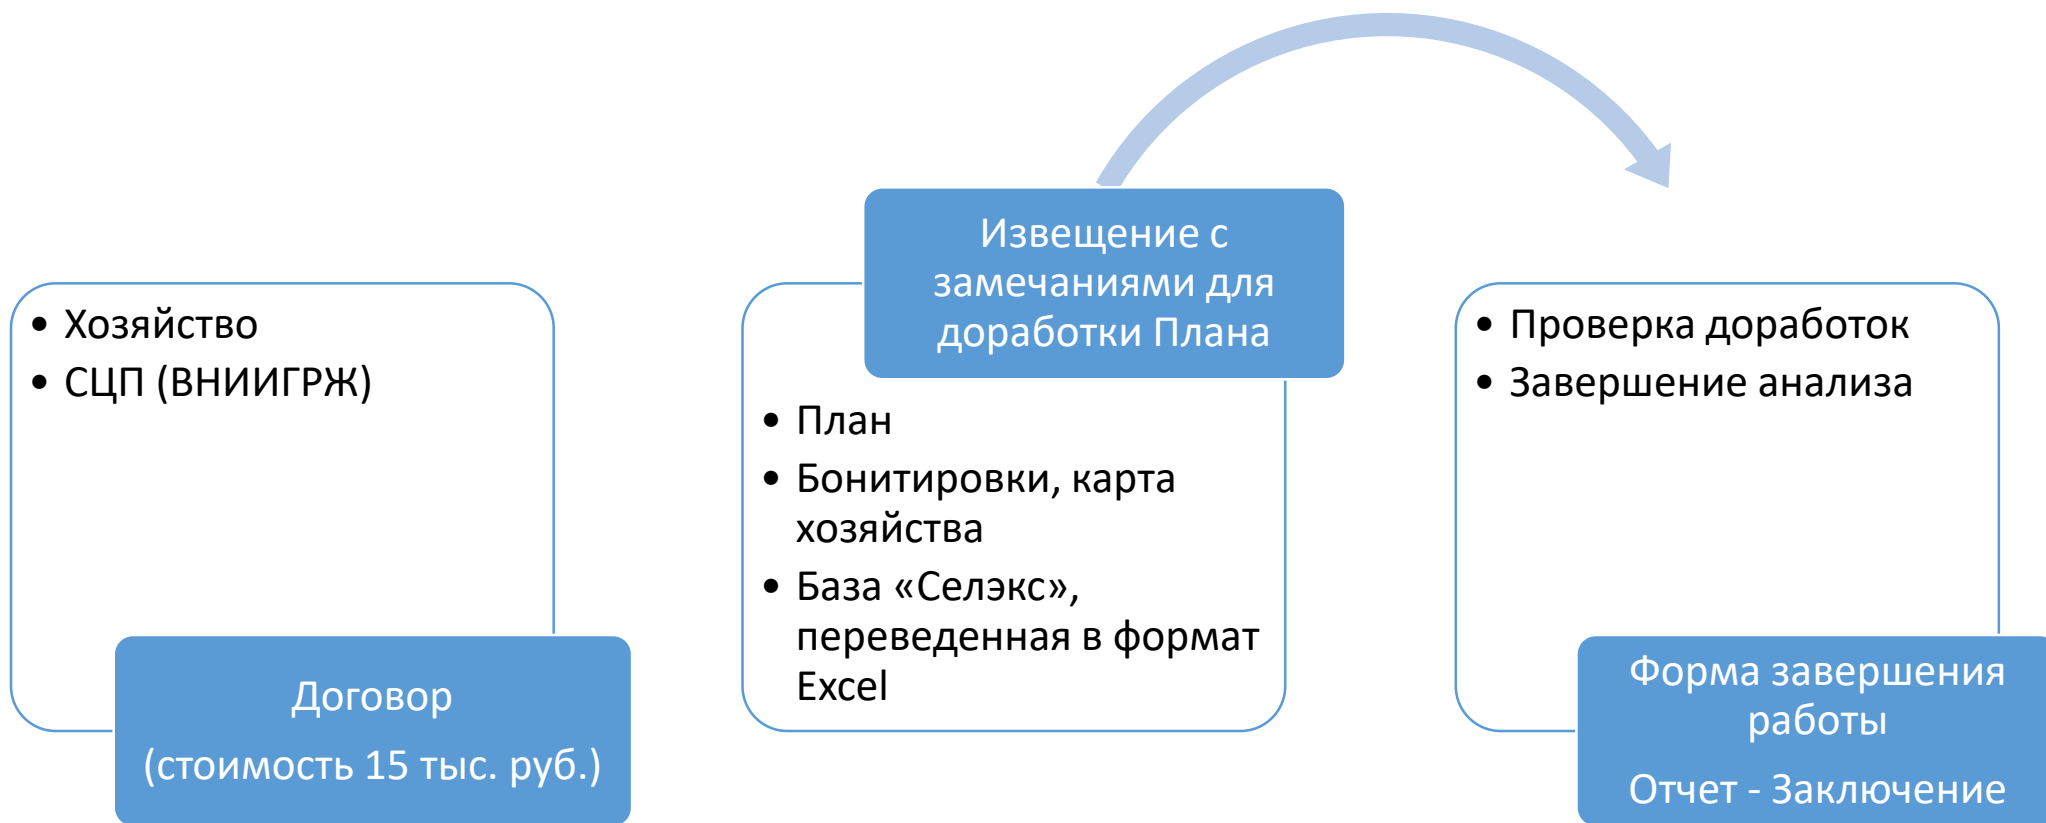 • Хозяйство
• СЦП (ВНИИГРЖ)
Договор
(стоимость 15 тыс. руб.)
Извещение с
замечаниями для
доработки Плана
• План
• Бонитировки, карта
хозяйства
• База «Селэкс»,
переведенная в формат
Excel
• Проверка доработок
• Завершение анализа
Форма завершения
работы
Отчет - Заключение